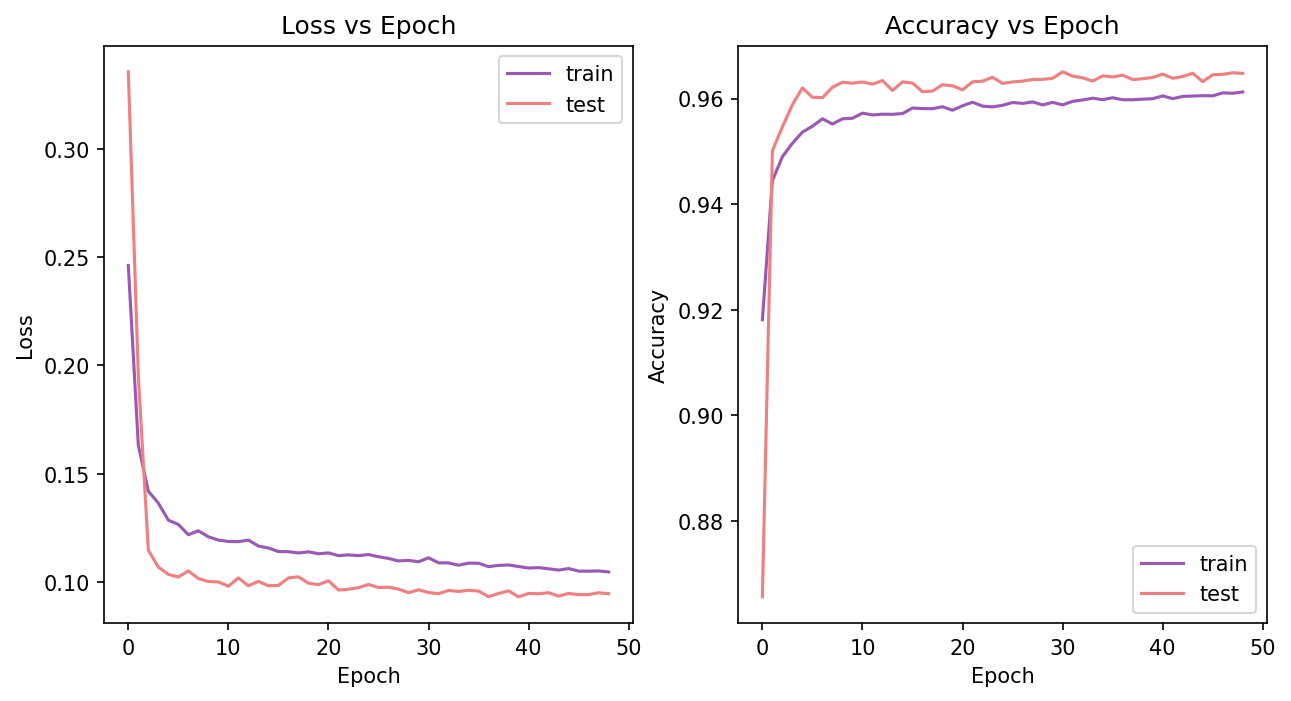 Loss vs Epoch
train
test
0.30
0.25
0.20
0.15
0.10
Loss
0 10 20 30 40 50
Epoch
Accuracy vs Epoch
0.96
0.94
0.92
0.90
0.88
Accuracy
train
test
0 10 20 30 40 50
Epoch